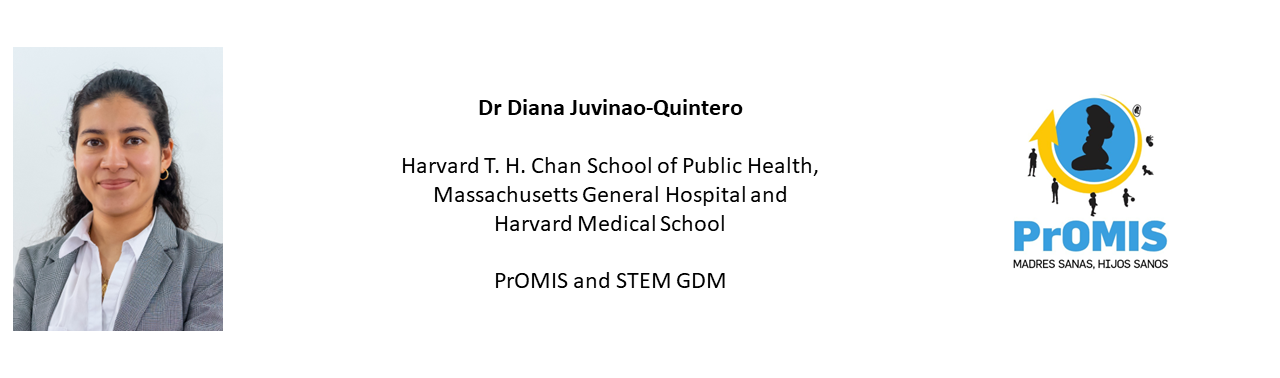 Dr Diana Juvinao-Quintero
Harvard T. H. Chan School of Public Health,
Massachusetts General Hospital and
Harvard Medical School
PrOMIS and STEM GDM
PrOMIS
MADRES SANAS, HIJOS SANOS